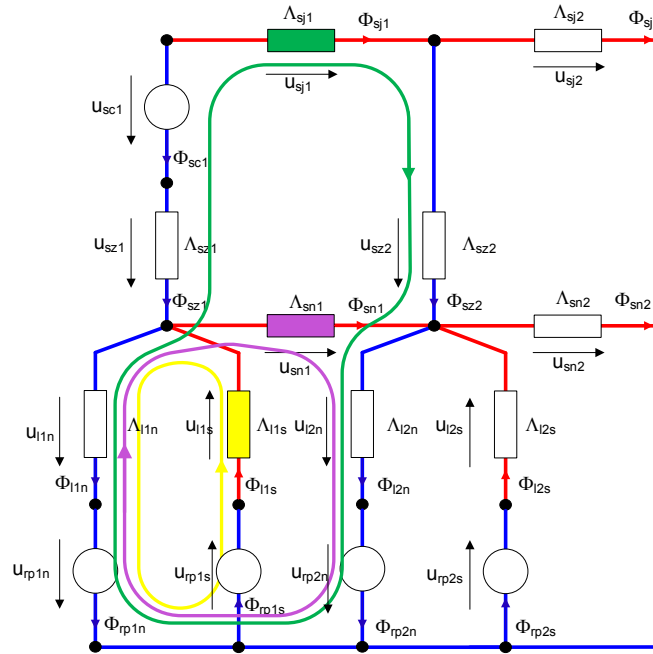 Λsj1 Φsj1 Λsj2 Φsj
usj1 usj2
usc1
Φsc1
usz1 Λsz1 usz2 Λsz2
Φsz1 Λsn1 Φsn1 Φsz2 Λsn2 Φsn2
usn1 usn2
ul1n Λl1n ul1s Λl1s ul2n Λl2n ul2s Λl2s
Φl1n Φl1s Φl2n Φl2s
urp1n urp1s urp2n urp2s
Φrp1n Φrp1s Φrp2n Φrp2s